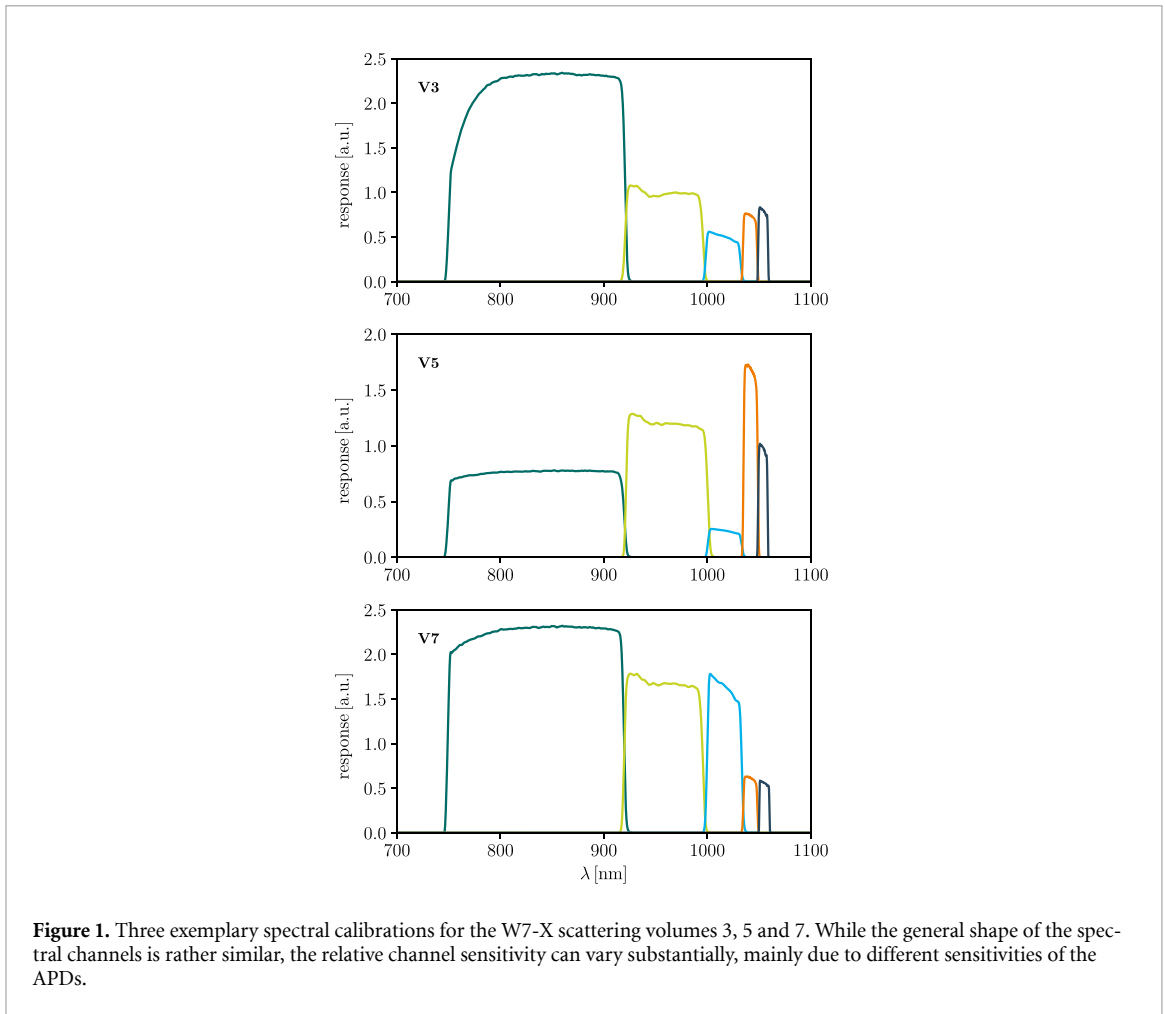 2.5
2.0
1.5
1.0
0.5
0.0
response [a.u.]
V3
700 800 900 1000 1100
2.0
1.5
1.0
0.5
0.0
response [a.u.]
V5
700 800 900 1000 1100
2.5
2.0
1.5
1.0
0.5
0.0
response [a.u.]
V7
700 800 900 1000 1100
λ [nm]
Figure 1. Three exemplary spectral calibrations for the W7-X scattering volumes 3, 5 and 7. While the general shape of the spec-
tral channels is rather similar, the relative channel sensitivity can vary substantially, mainly due to different sensitivities of the
APDs.